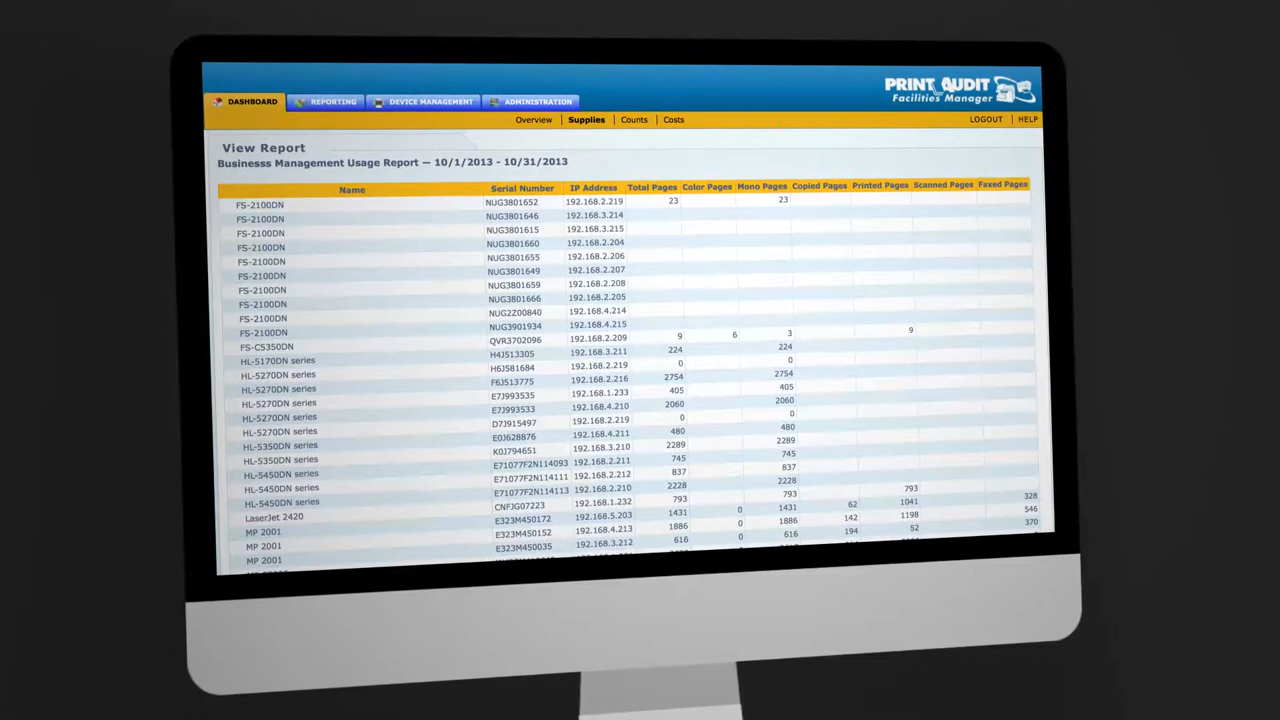 PRINT AUDIT
Facilities Manager
DASHBOARD REPORTING DEVICE MANAGEMENT ADMINISTRATION
Overview | Supplies | Counts | Costs LOGOUT | HELP
View Report
Businesss Management Usage Report — 10/1/2013 - 10/31/2013
Name Serial Number IP Address Total Pages Color Pages Mono Pages Copied Pages Printed Pages Scanned Pages Faxed Pages
FS-2100DN NUG3801652 192.168.2.219 23 23
FS-2100DN NUG3801646 192.168.3.214
FS-2100DN NUG3801615 192.168.3.215
FS-2100DN NUG3801660 192.168.2.204
FS-2100DN NUG3801655 192.168.2.206
FS-2100DN NUG3801649 192.168.2.207
FS-2100DN NUG3801659 192.168.2.208
FS-2100DN NUG3801666 192.168.2.205
FS-2100DN NUG2Z00840 192.168.4.214
FS-2100DN NUG3901934 192.168.4.215
FS-C5350DN QVR3702096 192.168.2.209 9 6 3 9
HL-5170DN series H4J513305 192.168.3.211 224 224
HL-5270DN series H6J581684 192.168.2.219 0 0
HL-5270DN series F6J513775 192.168.2.216 2754 2754
HL-5270DN series E7J993535 192.168.1.233 405 405
HL-5270DN series E7J993533 192.168.4.210 2060 2060
HL-5270DN series D7J915497 192.168.2.219 0 0
HL-5350DN series E0J628876 192.168.4.211 480 480
HL-5350DN series K0J794651 192.168.3.210 2289 2289
HL-5450DN series E71077F2N114093 192.168.2.211 745 745
HL-5450DN series E71077F2N114111 192.168.2.212 837 837
HL-5450DN series E71077F2N114113 192.168.2.210 2228 2228
LaserJet 2420 CNFJG07223 192.168.1.232 793 793 793
MP 2001 E323M450172 192.168.5.203 1431 0 1431 62 1041 328
MP 2001 E323M450152 192.168.4.213 1886 0 1886 142 1198 546
MP 2001 E323M450035 192.168.3.212 616 0 616 194 52 370